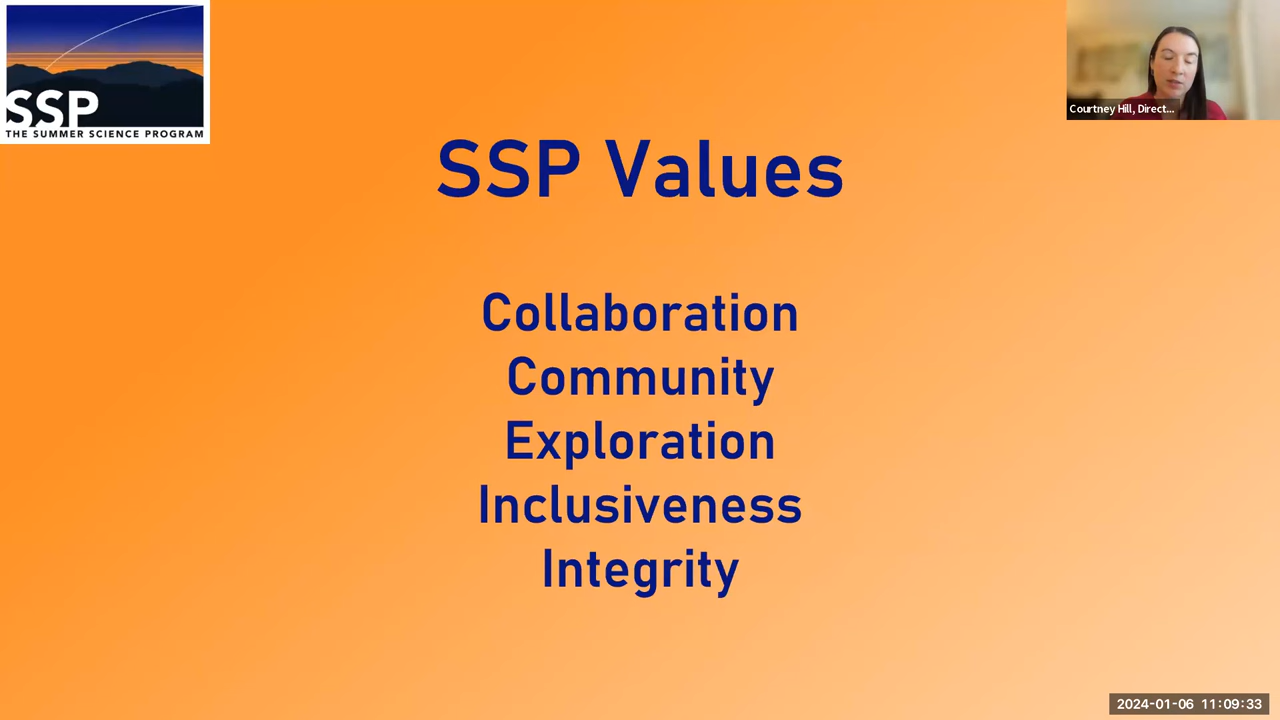 SSP
THE SUMMER SCIENCE PROGRAM
Courtney Hill, Direct...
SSP Values
Collaboration
Community
Exploration
Inclusiveness
Integrity
2024-01-06 11:09:33